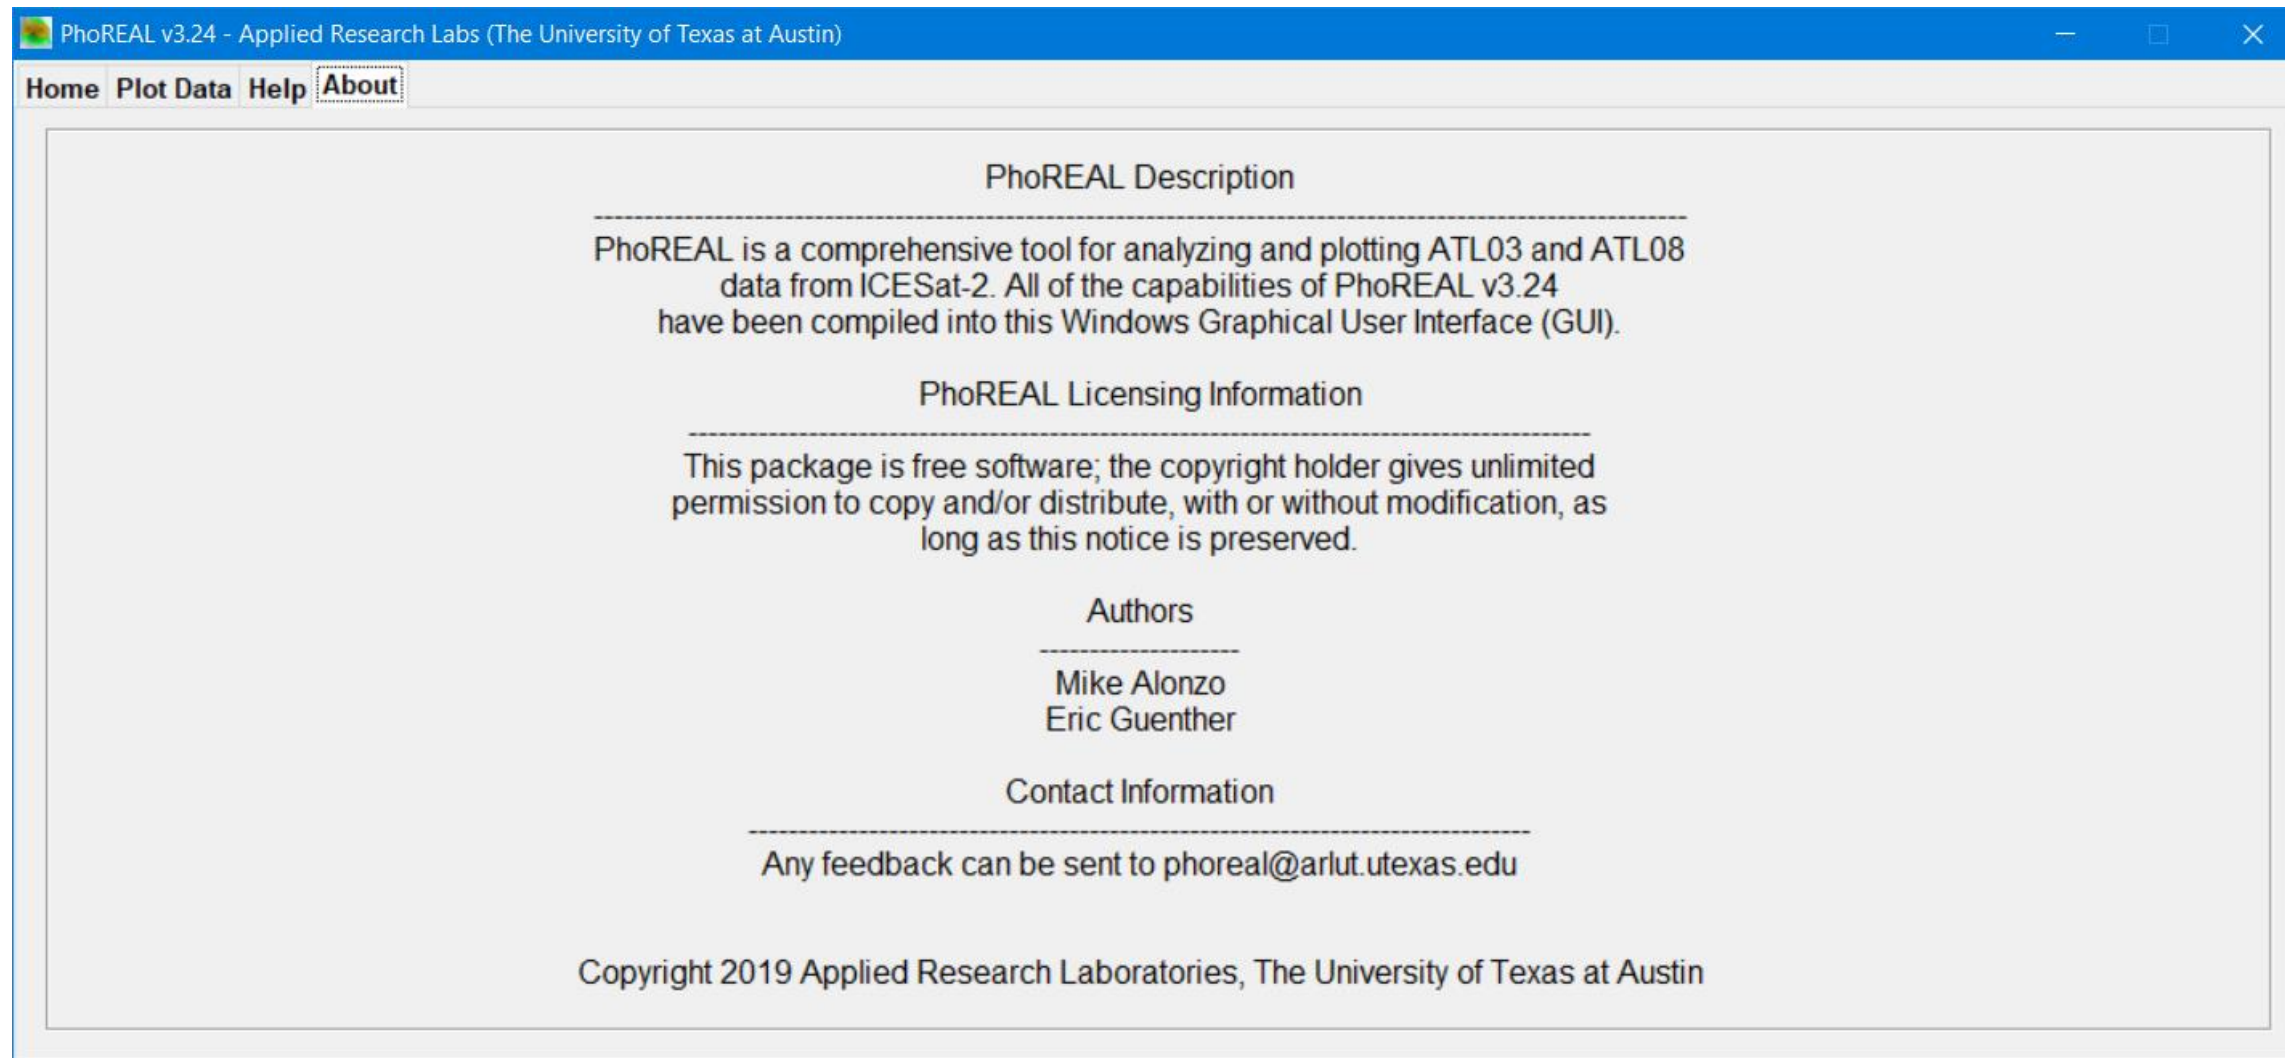 PhoREAL v3.24 - Applied Research Labs (The University of Texas at Austin)
Home Plot Data Help About
PhoREAL Description
--------------------------------------------------------------------------------------------------------------
PhoREAL is a comprehensive tool for analyzing and plotting ATL03 and ATL08
data from ICESat-2. All of the capabilities of PhoREAL v3.24
have been compiled into this Windows Graphical User Interface (GUI).
PhoREAL Licensing Information
-------------------------------------------------------------------------------------------
This package is free software; the copyright holder gives unlimited
permission to copy and/or distribute, with or without modification, as
long as this notice is preserved.
Authors
--------------------
Mike Alonzo
Eric Guenther
Contact Information
-------------------------------------------------------------------------------
Any feedback can be sent to phoreal@arlut.utexas.edu
Copyright 2019 Applied Research Laboratories, The University of Texas at Austin